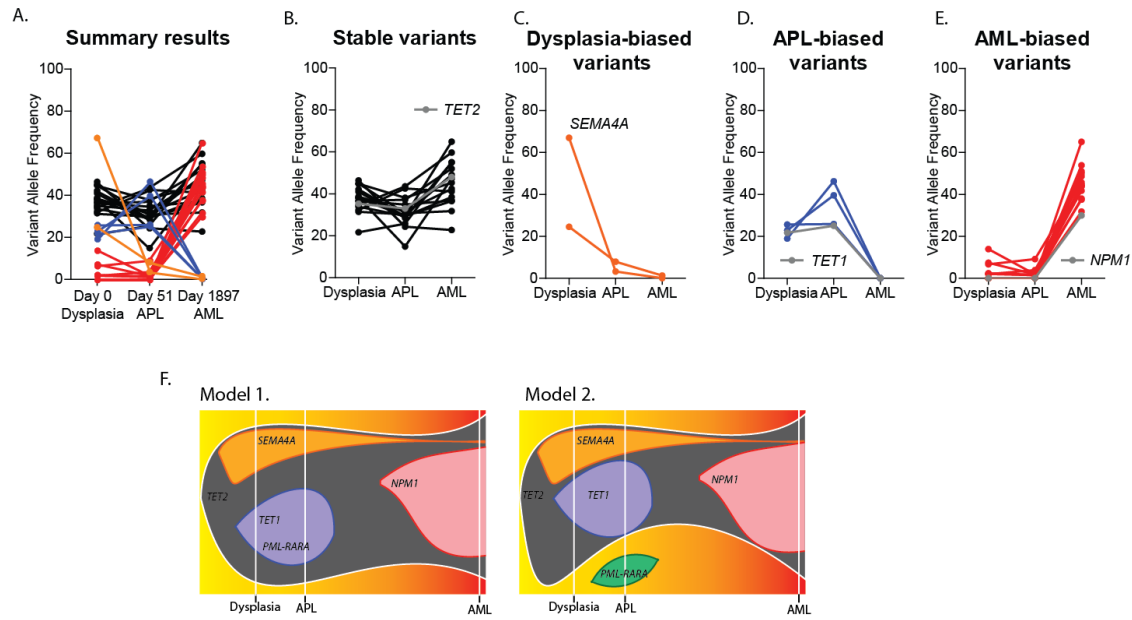 A.
Summary results
Variant Allele Frequency
100
80
60
40
20
0
Day 0 Day 51 Day 1897
Dysplasia APL AML
B.
Stable variants
Variant Allele Frequency
100
80
60
40
20
0
TET2
Dysplasia APL AML
C.
Dysplasia-biased
variants
Variant Allele Frequency
100
80
60
40
20
0
SEMA4A
Dysplasia APL AML
D.
APL-biased
variants
Variant Allele Frequency
100
80
60
40
20
0
TET1
Dysplasia APL AML
E.
AML-biased
variants
Variant Allele Frequency
100
80
60
40
20
0
NPM1
Dysplasia APL AML
F.
Model 1.
SEMA4A
TET2
NPM1
TET1
PML-RARA
Dysplasia APL AML
Model 2.
SEMA4A
TET2
TET1
NPM1
PML-RARA
Dysplasia APL AML